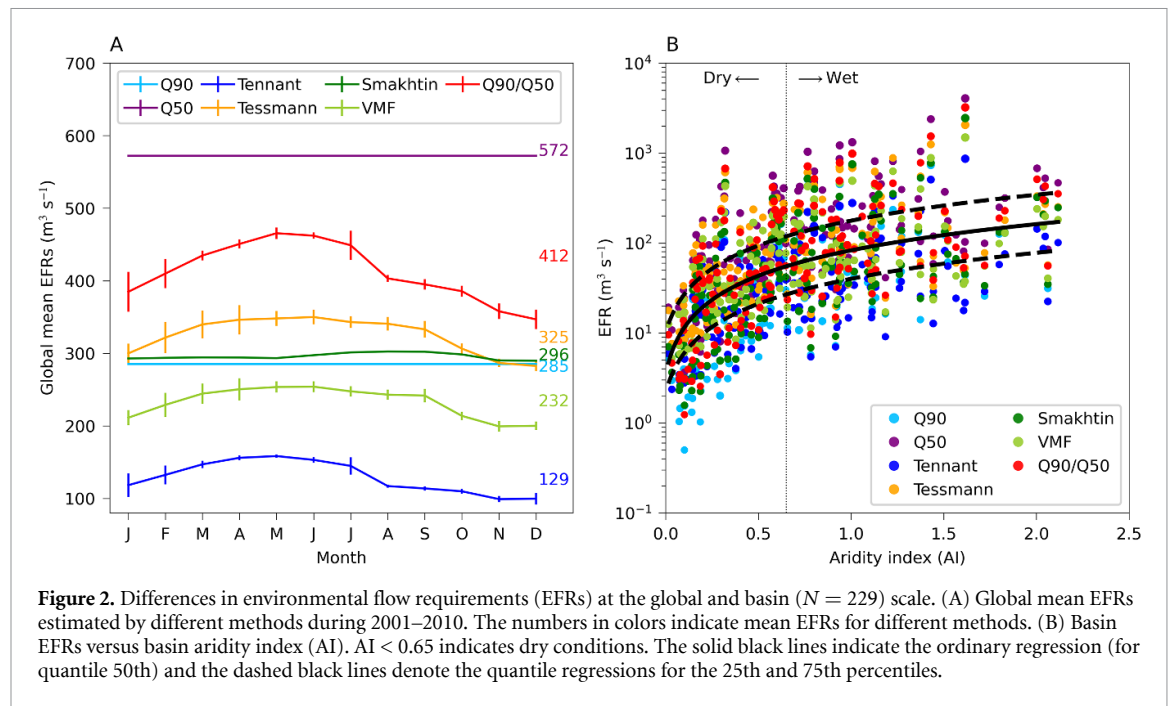 A
700
600
500
400
300
200
100
Global mean EFRs (m³ s⁻¹)
Q90 Tennant Smakhtin Q90/Q50
Q50 Tessmann VMF
572
412
325
296
285
232
129
J F M A M J J A S O N D
Month
B
10⁴
10³
10²
10¹
10⁰
10⁻¹
EFR (m³ s⁻¹)
Dry ← → Wet
Q90 Smakhtin
Q50 VMF
Tennant Q90/Q50
Tessmann
0.0 0.5 1.0 1.5 2.0 2.5
Aridity index (AI)
Figure 2. Differences in environmental flow requirements (EFRs) at the global and basin (N = 229) scale. (A) Global mean EFRs
estimated by different methods during 2001–2010. The numbers in colors indicate mean EFRs for different methods. (B) Basin
EFRs versus basin aridity index (AI). AI < 0.65 indicates dry conditions. The solid black lines indicate the ordinary regression (for
quantile 50th) and the dashed black lines denote the quantile regressions for the 25th and 75th percentiles.